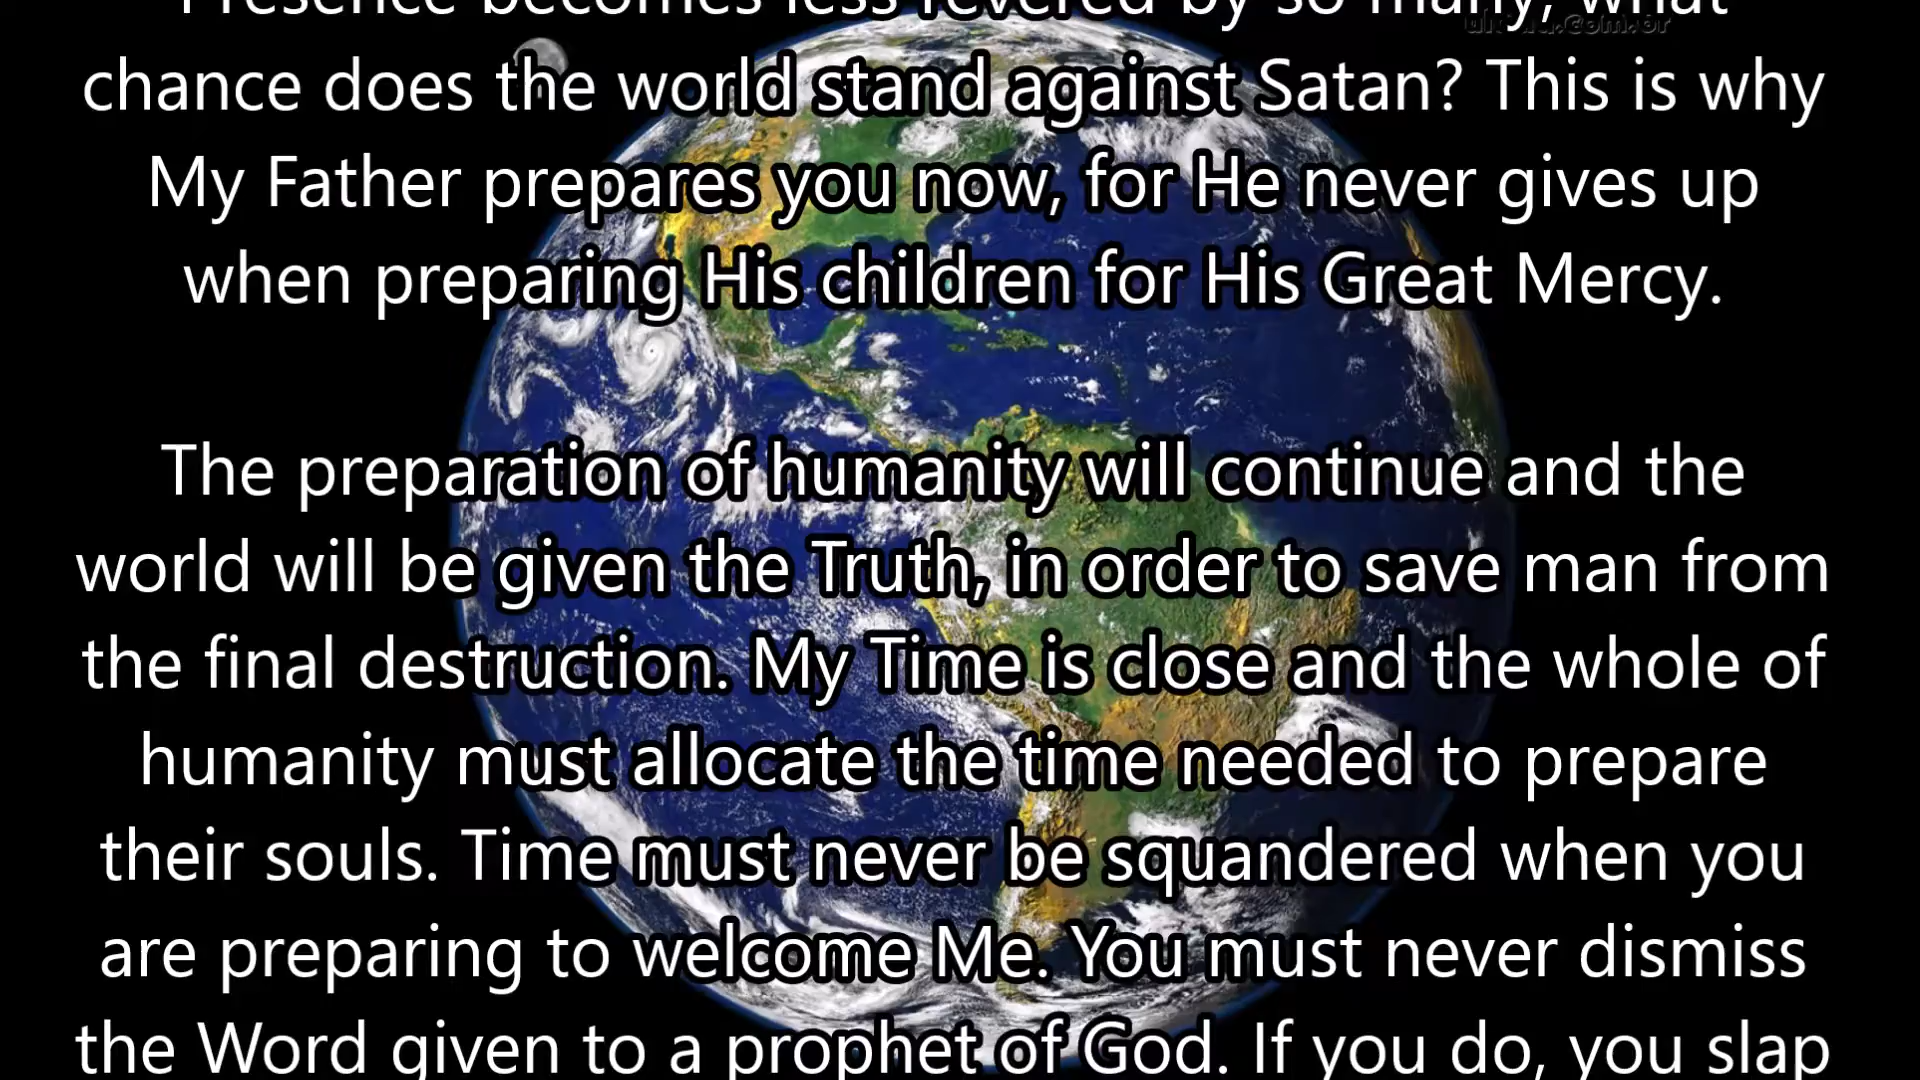 Presence becomes less revered by so many, what
chance does the world stand against Satan? This is why
My Father prepares you now, for He never gives up
when preparing His children for His Great Mercy.
The preparation of humanity will continue and the
world will be given the Truth, in order to save man from
the final destruction. My Time is close and the whole of
humanity must allocate the time needed to prepare
their souls. Time must never be squandered when you
are preparing to welcome Me. You must never dismiss
the Word given to a prophet of God. If you do, you slap